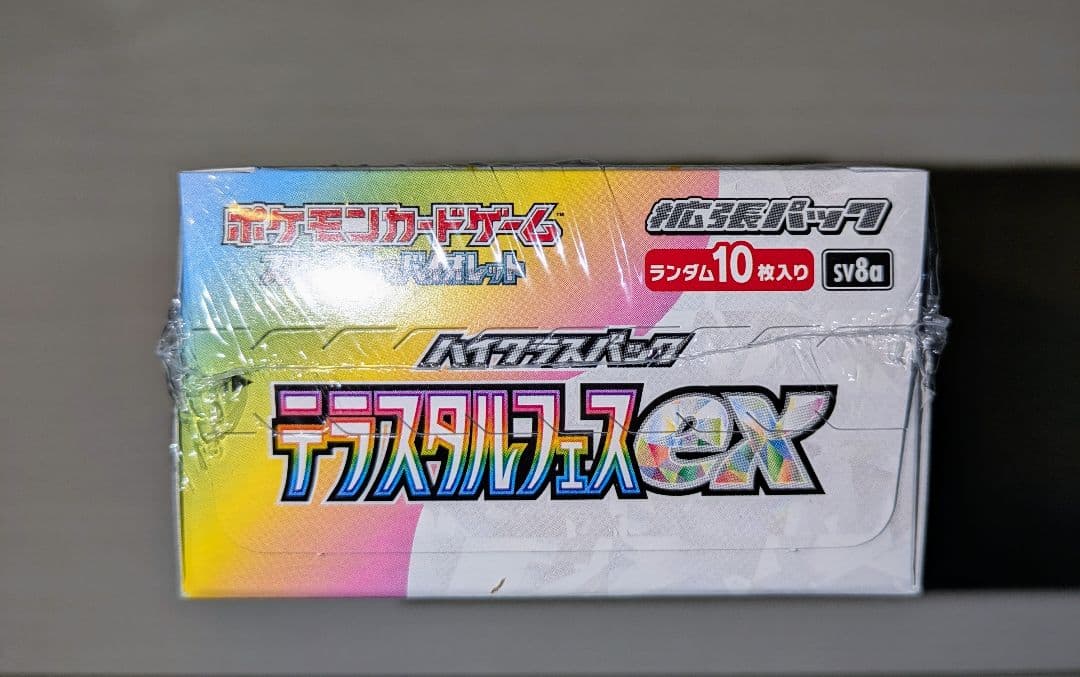 ポケモンカードゲーム™
拡張パック
ランダム10枚入り
SV8a
ハイクラスパック
テラスタルフェスex